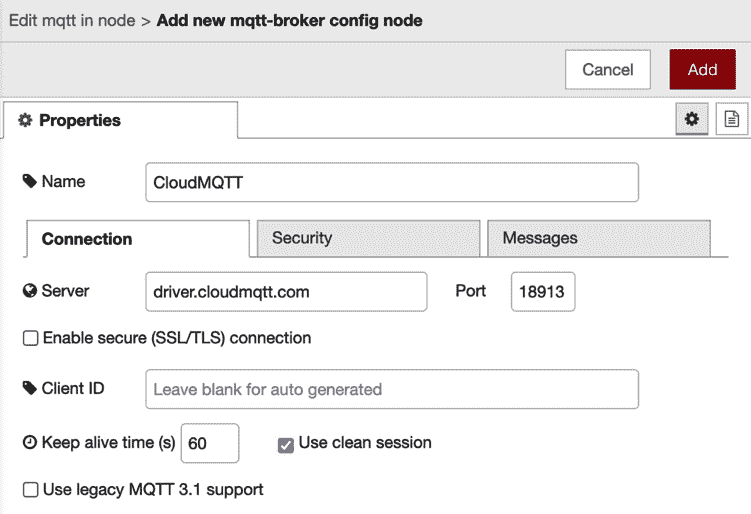 Edit mqtt in node > Add new mqtt-broker config node
Cancel Add
Properties
Name CloudMQTT
Connection Security Messages
Server driver.cloudmqtt.com Port 18913
Enable secure (SSL/TLS) connection
Client ID Leave blank for auto generated
Keep alive time (s) 60 Use clean session
Use legacy MQTT 3.1 support